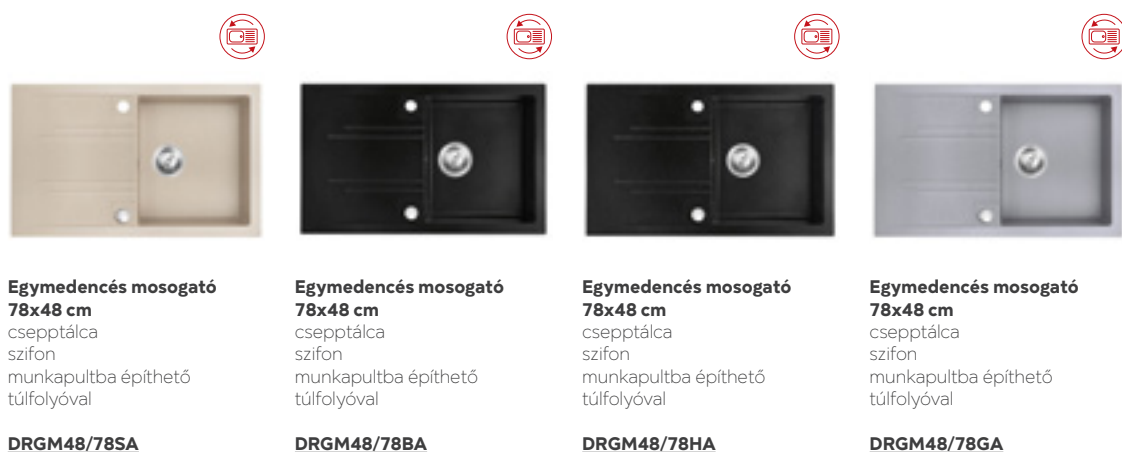 Egymedencés mosogató
78x48 cm
csepptálca
szifon
munkapultba építhető
túlfolyóval
DRGM48/78SA
Egymedencés mosogató
78x48 cm
csepptálca
szifon
munkapultba építhető
túlfolyóval
DRGM48/78BA
Egymedencés mosogató
78x48 cm
csepptálca
szifon
munkapultba építhető
túlfolyóval
DRGM48/78HA
Egymedencés mosogató
78x48 cm
csepptálca
szifon
munkapultba építhető
túlfolyóval
DRGM48/78GA